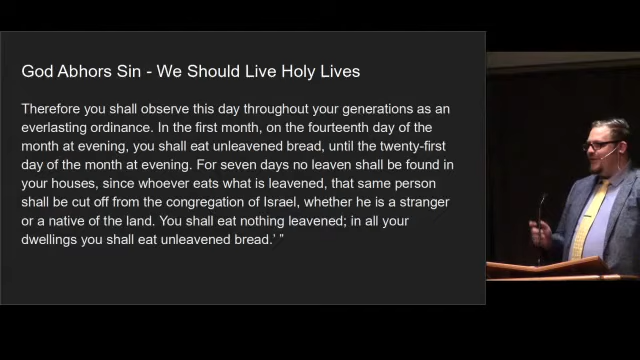 God Abhors Sin - We Should Live Holy Lives
Therefore you shall observe this day throughout your generations as an
everlasting ordinance. In the first month, on the fourteenth day of the
month at evening, you shall eat unleavened bread, until the twenty-first
day of the month at evening. For seven days no leaven shall be found in
your houses, since whoever eats what is leavened, that same person
shall be cut off from the congregation of Israel, whether he is a stranger
or a native of the land. You shall eat nothing leavened; in all your
dwellings you shall eat unleavened bread.’ ”